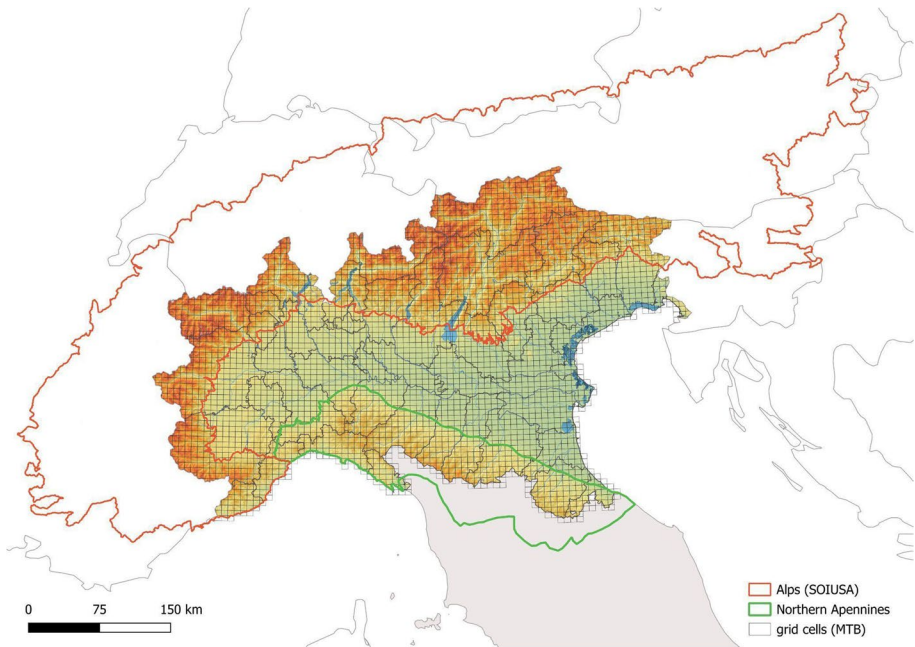 0 75 150 km
Alps (SOIUSA)
Northern Apennines
grid cells (MTB)